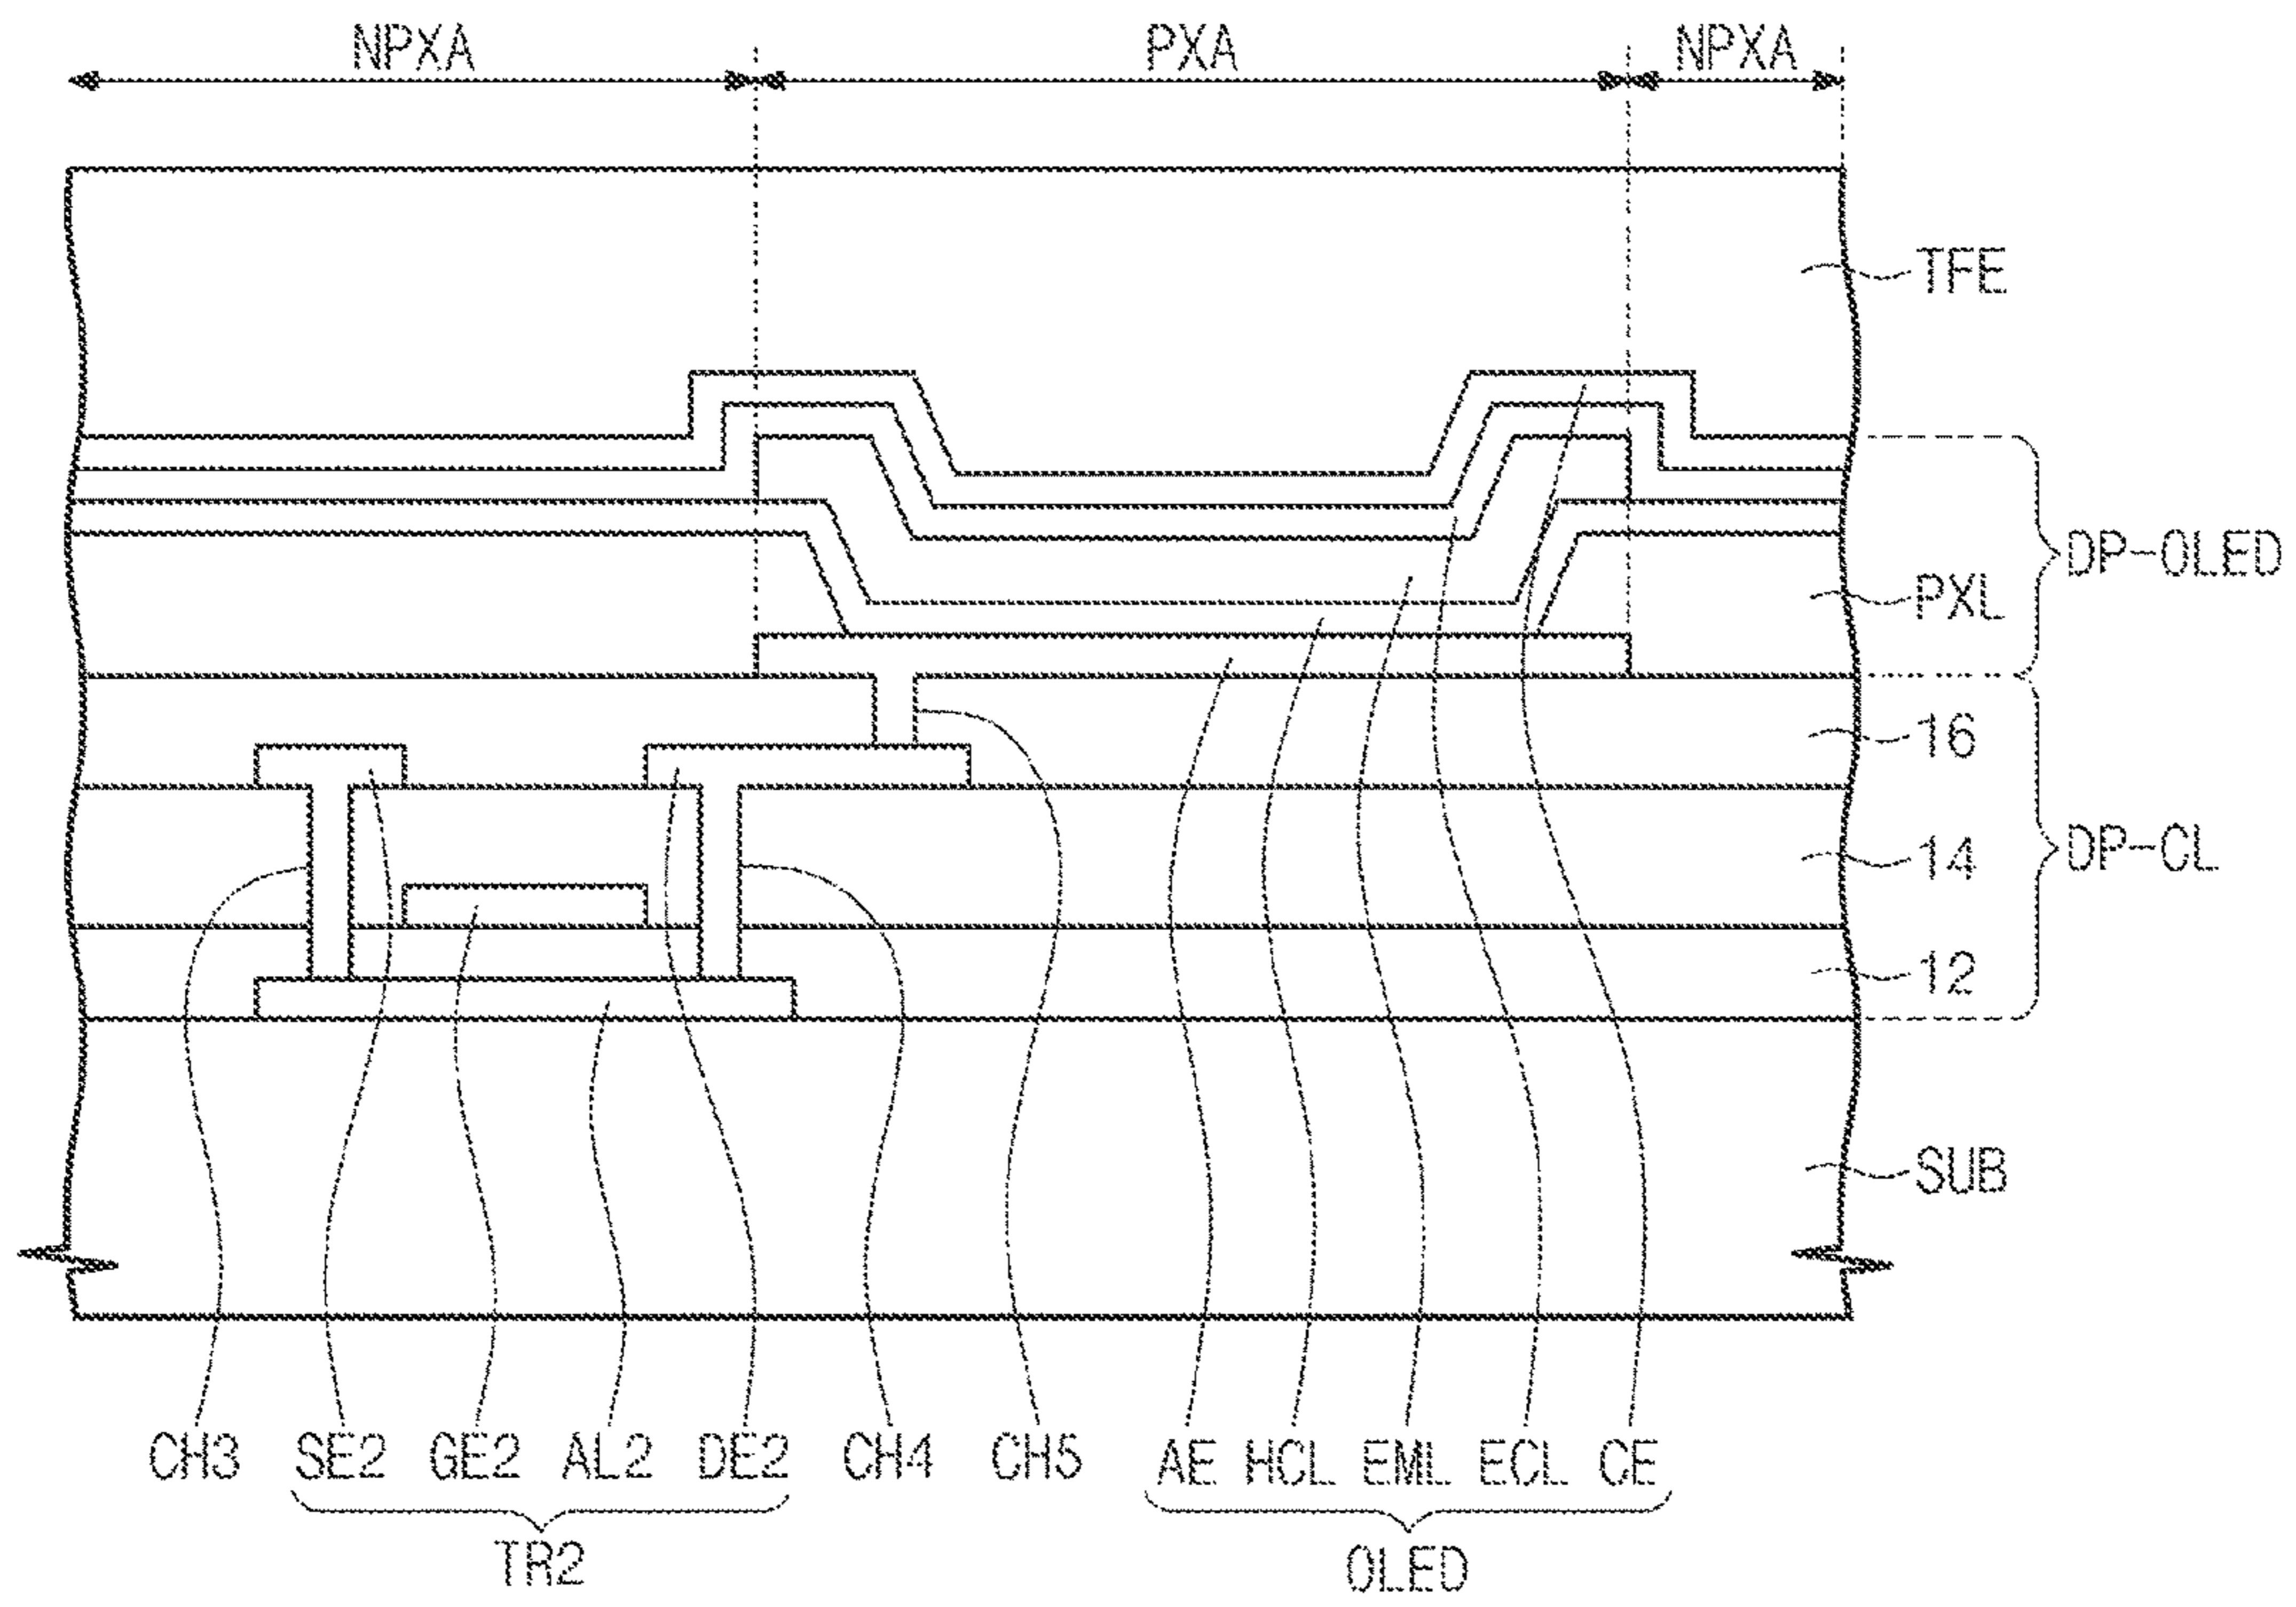 NPXA PXA NPXA
TFE
DP-OLED
PXL
16
14
DP-CL
12
SUB
CH3 SE2 GE2 AL2 DE2 CH4 CH5 AE HCL EML ECL CE
TR2 OLED